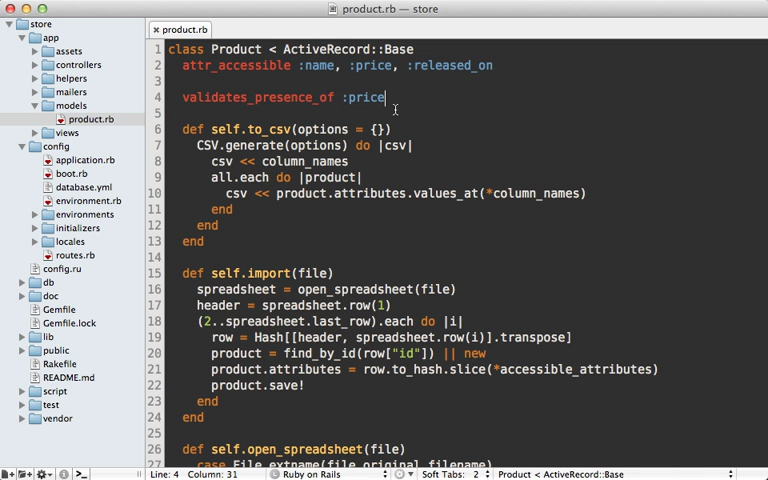 product.rb — store
store
app
assets
controllers
helpers
mailers
models
product.rb
views
config
application.rb
boot.rb
database.yml
environment.rb
environments
initializers
locales
routes.rb
config.ru
db
doc
Gemfile
Gemfile.lock
lib
public
Rakefile
README.md
script
test
vendor
product.rb
1 class Product < ActiveRecord::Base
2 attr_accessible :name, :price, :released_on
3
4 validates_presence_of :price
5
6 def self.to_csv(options = {})
7 CSV.generate(options) do |csv|
8 csv << column_names
9 all.each do |product|
10 csv << product.attributes.values_at(*column_names)
11 end
12 end
13 end
14
15 def self.import(file)
16 spreadsheet = open_spreadsheet(file)
17 header = spreadsheet.row(1)
18 (2..spreadsheet.last_row).each do |i|
19 row = Hash[[header, spreadsheet.row(i)].transpose]
20 product = find_by_id(row["id"]) || new
21 product.attributes = row.to_hash.slice(*accessible_attributes)
22 product.save!
23 end
24 end
25
26 def self.open_spreadsheet(file)
27 case File.extname(file.original_filename)
Line: 4 Column: 31 Ruby on Rails Soft Tabs: 2 Product < ActiveRecord::Base